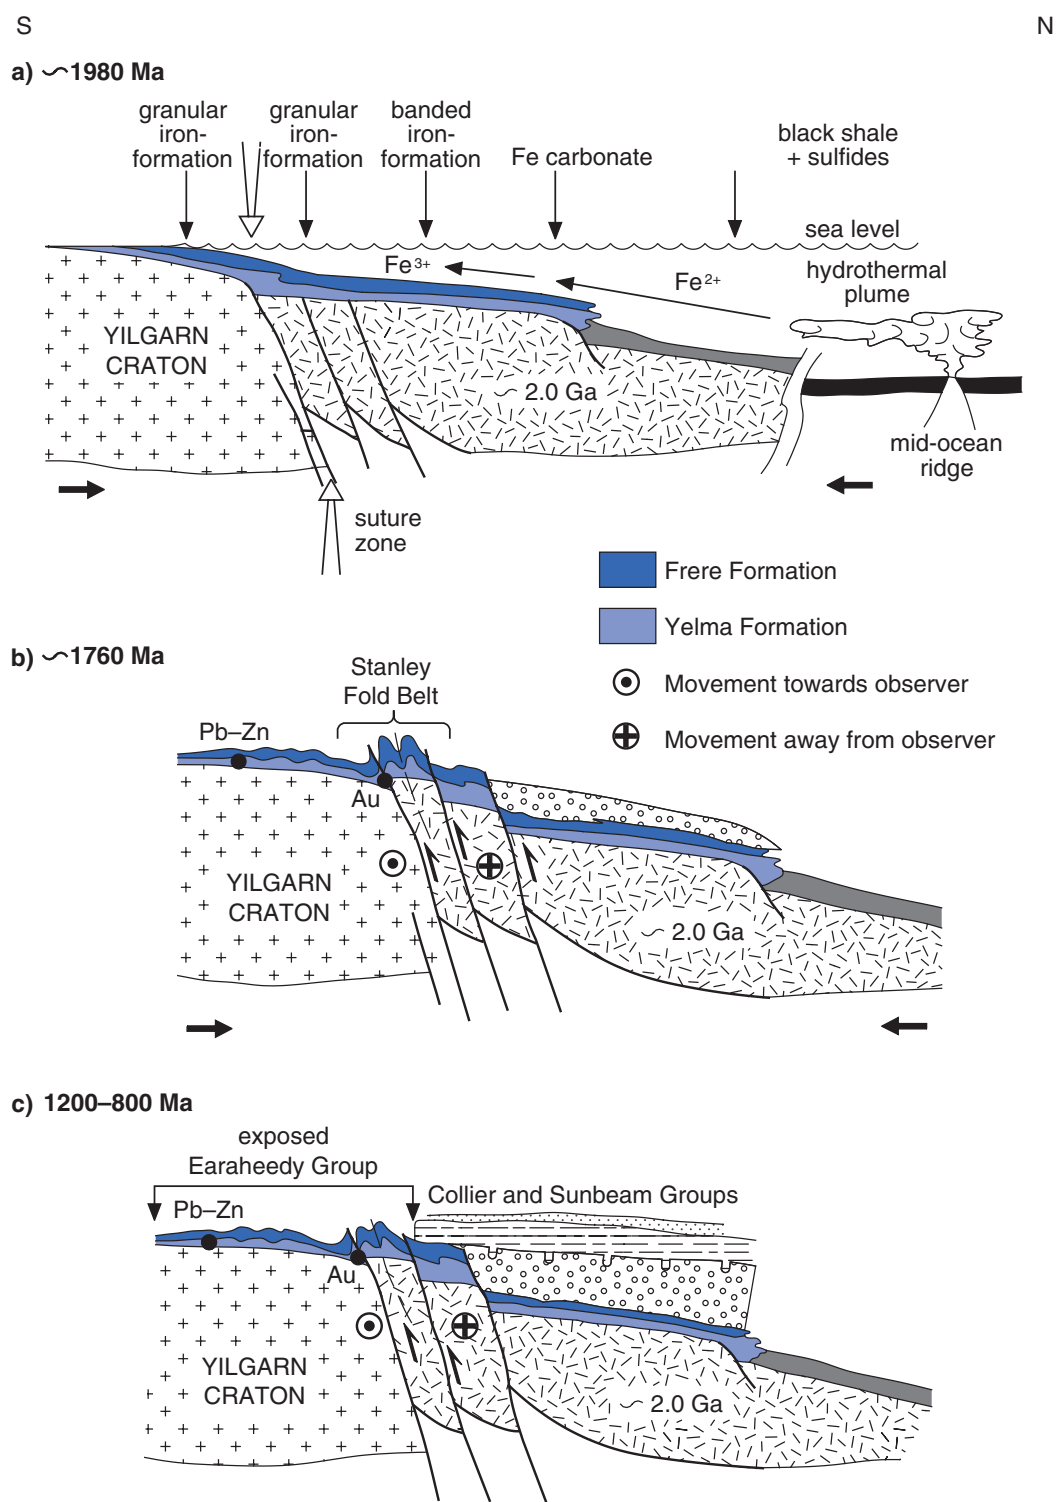 S
N
a) ~1980 Ma
granular
iron-
formation
granular
iron-
formation
banded
iron-
formation
Fe carbonate
black shale
+ sulfides
sea level
Fe3+
Fe2+
hydrothermal
plume
YILGARN
CRATON
~ 2.0 Ga
mid-ocean
ridge
suture
zone
Frere Formation
Yelma Formation
Movement towards observer
Movement away from observer
b) ~1760 Ma
Stanley
Fold Belt
Pb–Zn
Au
YILGARN
CRATON
~ 2.0 Ga
c) 1200–800 Ma
exposed
Earaheedy Group
Collier and Sunbeam Groups
Pb–Zn
Au
YILGARN
CRATON
~ 2.0 Ga